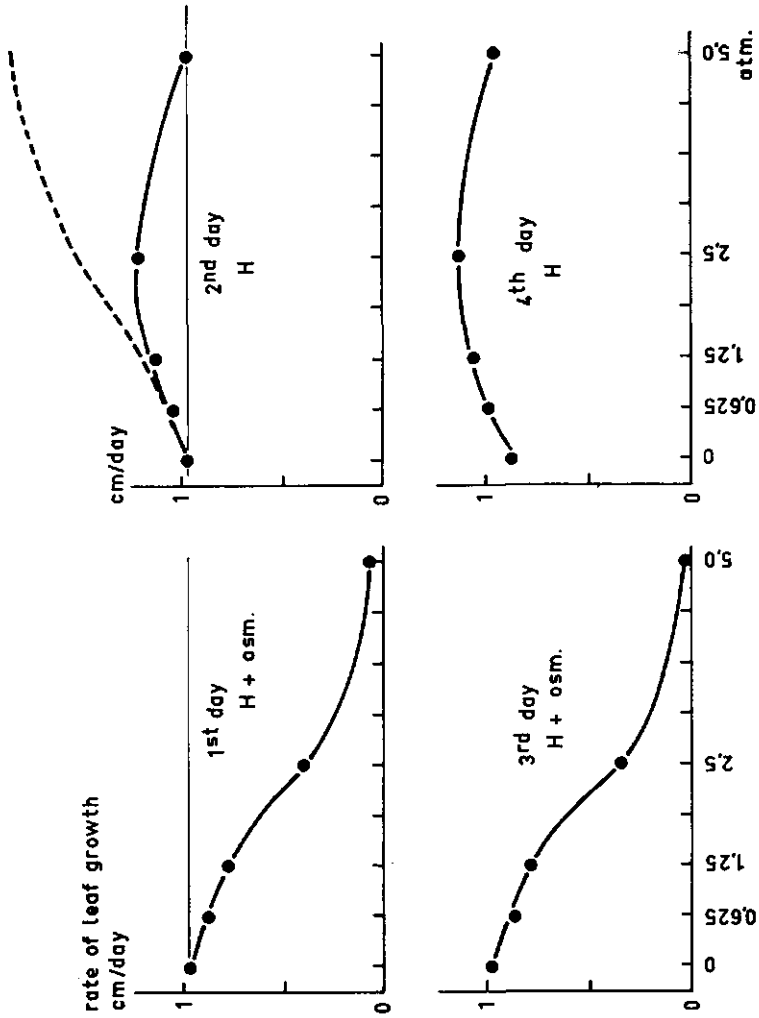 rate of leaf growth
cm/day
1
0
1st day
H + osm.
cm/day
1
0
2nd day
H
1
0
3rd day
H + osm.
0 0,625 1,25 2,5 5,0
1
0
4th day
H
0 0,625 1,25 2,5 5,0
atm.